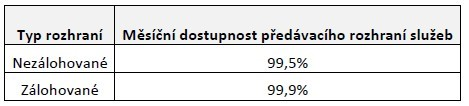 Typ rozhraní Měsíční dostupnost předávacího rozhraní služeb
Nezálohované 99,5%
Zálohované 99,9%